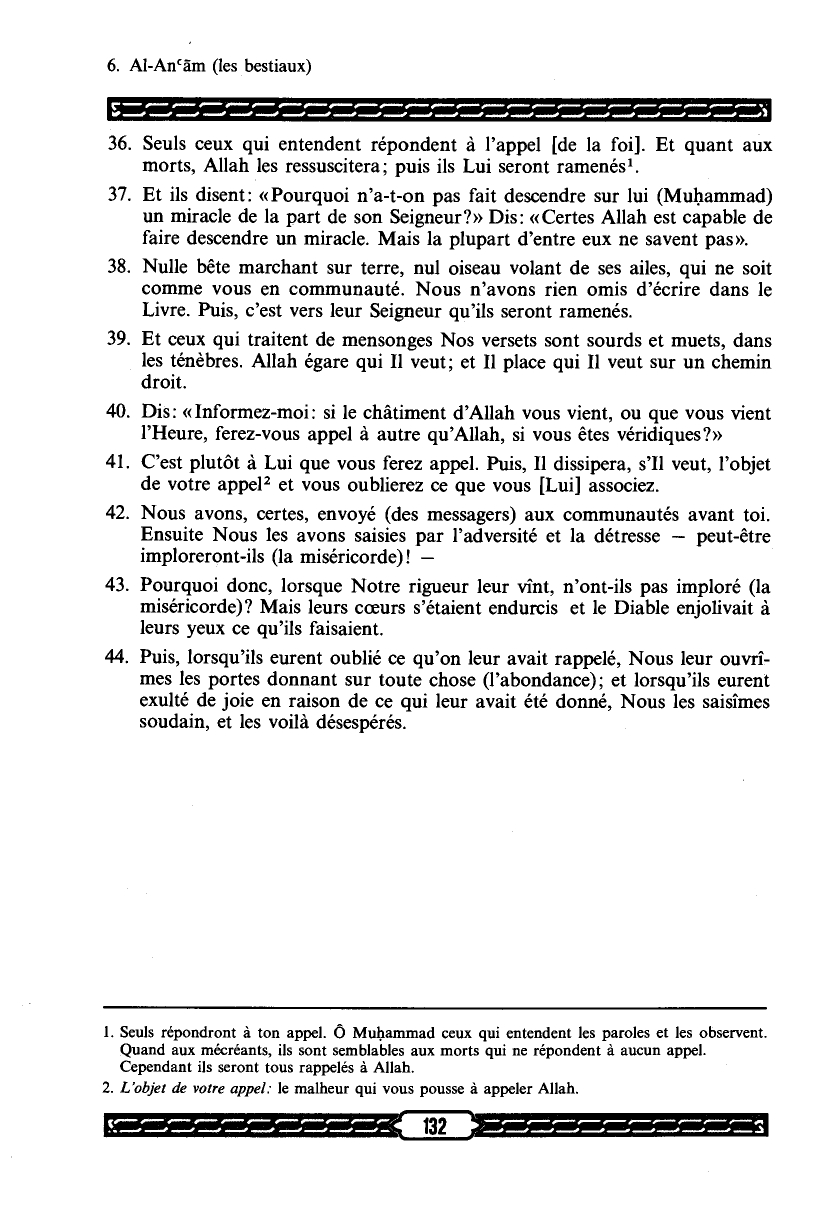 6. Al-Anʿām (les bestiaux)
36. Seuls ceux qui entendent répondent à l’appel [de la foi]. Et quant aux
morts, Allah les ressuscitera; puis ils Lui seront ramenés¹.
37. Et ils disent: «Pourquoi n’a-t-on pas fait descendre sur lui (Muḥammad)
un miracle de la part de son Seigneur?» Dis: «Certes Allah est capable de
faire descendre un miracle. Mais la plupart d’entre eux ne savent pas».
38. Nulle bête marchant sur terre, nul oiseau volant de ses ailes, qui ne soit
comme vous en communauté. Nous n’avons rien omis d’écrire dans le
Livre. Puis, c’est vers leur Seigneur qu’ils seront ramenés.
39. Et ceux qui traitent de mensonges Nos versets sont sourds et muets, dans
les ténèbres. Allah égare qui Il veut; et Il place qui Il veut sur un chemin
droit.
40. Dis: «Informez-moi: si le châtiment d’Allah vous vient, ou que vous vient
l’Heure, ferez-vous appel à autre qu’Allah, si vous êtes véridiques?»
41. C’est plutôt à Lui que vous ferez appel. Puis, Il dissipera, s’Il veut, l’objet
de votre appel² et vous oublierez ce que vous [Lui] associez.
42. Nous avons, certes, envoyé (des messagers) aux communautés avant toi.
Ensuite Nous les avons saisies par l’adversité et la détresse — peut-être
imploreront-ils (la miséricorde)! —
43. Pourquoi donc, lorsque Notre rigueur leur vînt, n’ont-ils pas imploré (la
miséricorde)? Mais leurs cœurs s’étaient endurcis et le Diable enjolivait à
leurs yeux ce qu’ils faisaient.
44. Puis, lorsqu’ils eurent oublié ce qu’on leur avait rappelé, Nous leur ouvrî-
mes les portes donnant sur toute chose (l’abondance); et lorsqu’ils eurent
exulté de joie en raison de ce qui leur avait été donné, Nous les saisîmes
soudain, et les voilà désespérés.
1. Seuls répondront à ton appel. Ô Muḥammad ceux qui entendent les paroles et les observent.
Quand aux mécréants, ils sont semblables aux morts qui ne répondent à aucun appel.
Cependant ils seront tous rappelés à Allah.
2. L’objet de votre appel: le malheur qui vous pousse à appeler Allah.
132